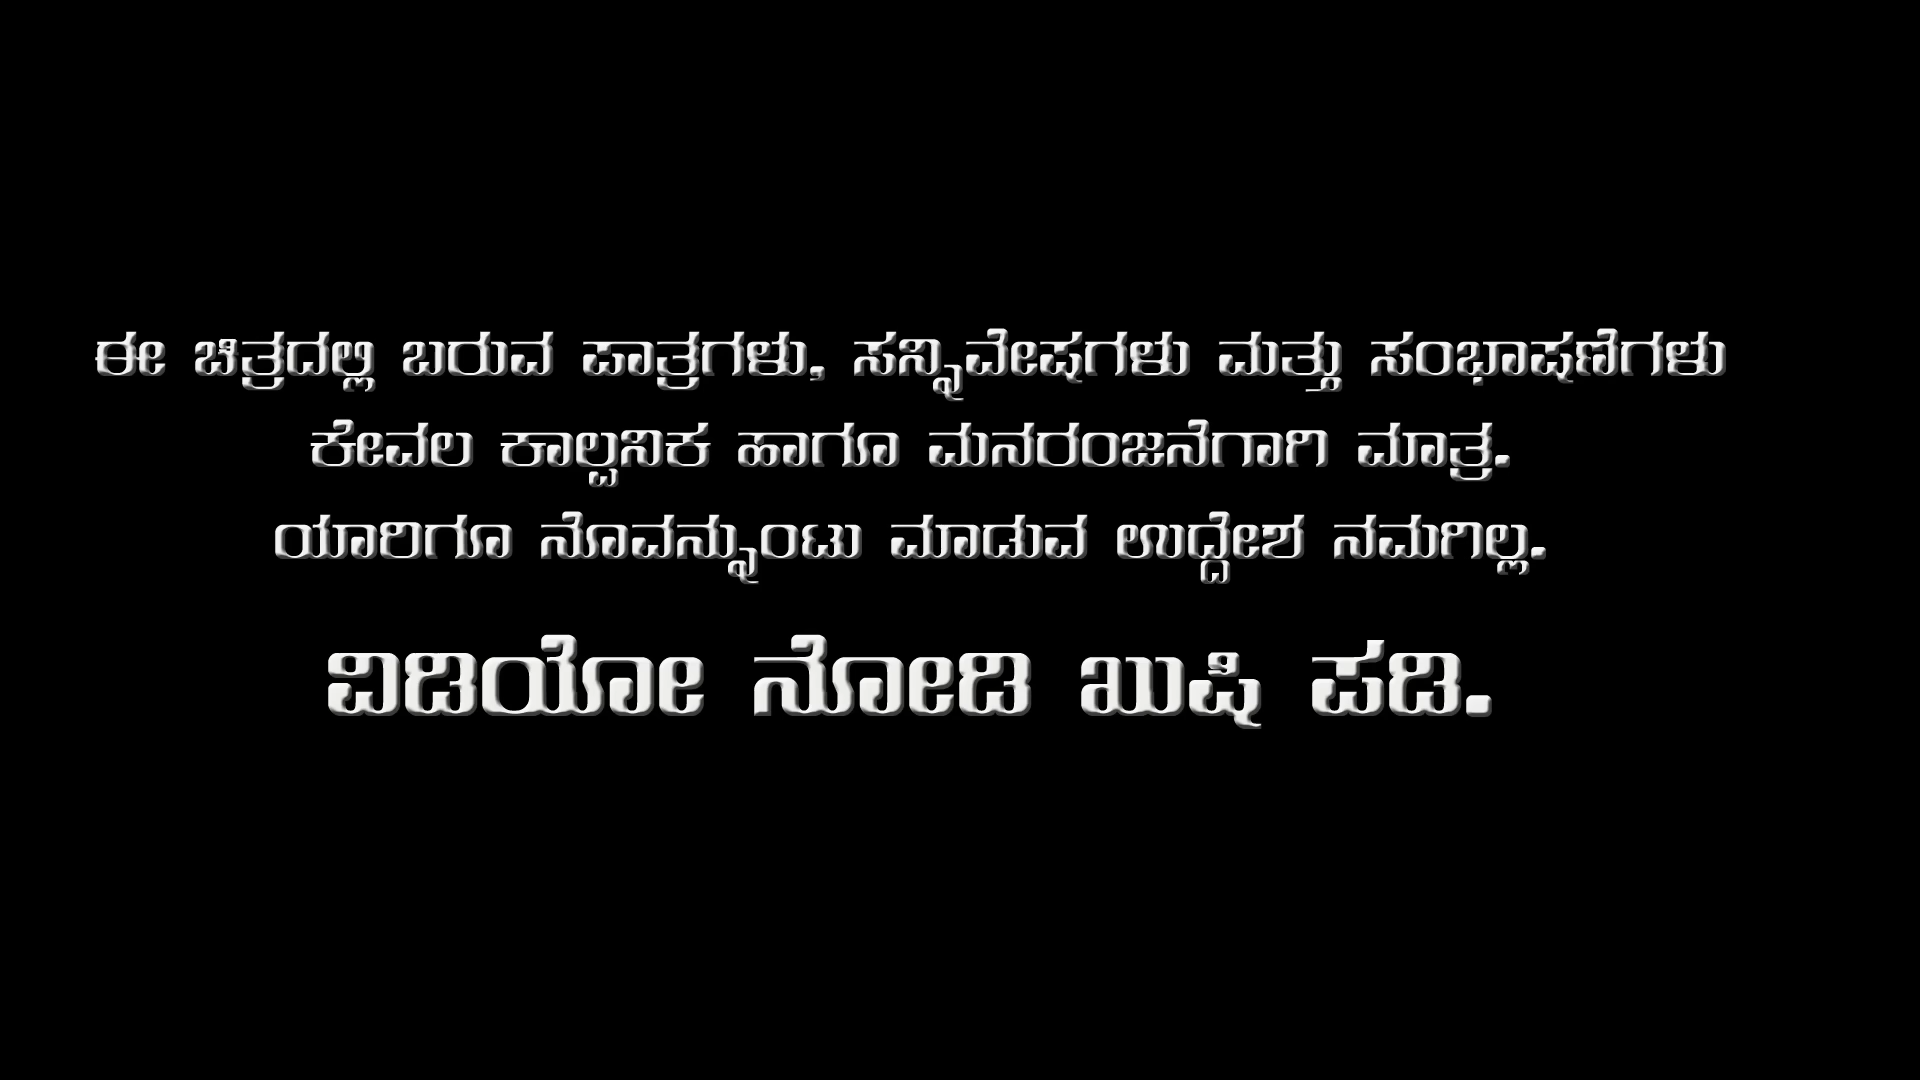 ಈ ಚಿತ್ರದಲ್ಲಿ ಬರುವ ಪಾತ್ರಗಳು, ಸನ್ನಿವೇಷಗಳು ಮತ್ತು ಸಂಭಾಷಣೆಗಳು
ಕೇವಲ ಕಾಲ್ಪನಿಕ ಹಾಗೂ ಮನರಂಜನೆಗಾಗಿ ಮಾತ್ರ.
ಯಾರಿಗೂ ನೊವನ್ನುಂಟು ಮಾಡುವ ಉದ್ದೇಶ ನಮಗಿಲ್ಲ.
ವಿಡಿಯೋ ನೋಡಿ ಖುಷಿ ಪಡಿ.